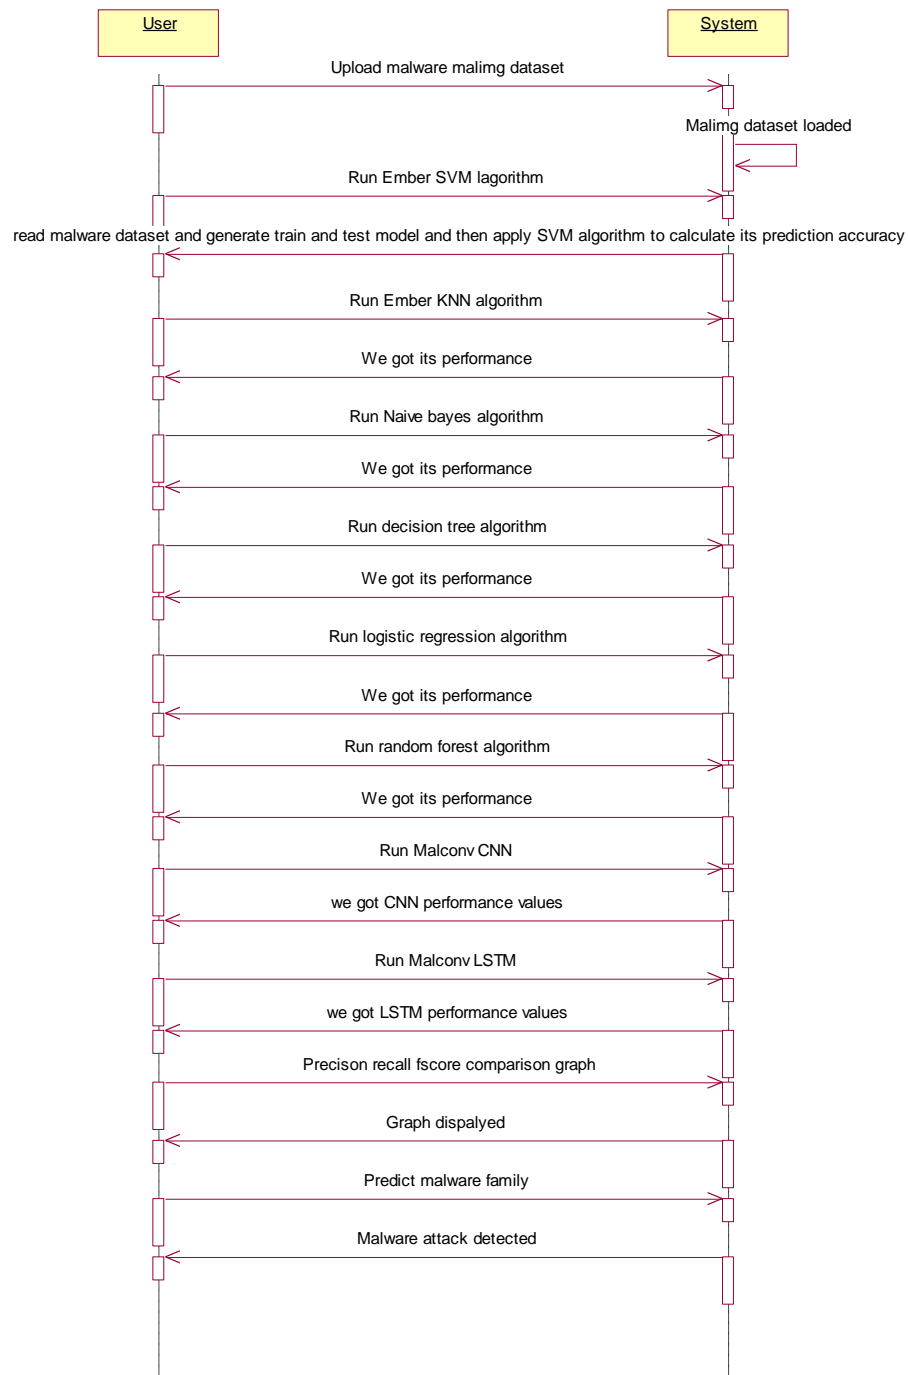 User
System
Upload malware malimg dataset
Malimg dataset loaded
Run Ember SVM lagorithm
read malware dataset and generate train and test model and then apply SVM algorithm to calculate its prediction accuracy
Run Ember KNN algorithm
We got its performance
Run Naive bayes algorithm
We got its performance
Run decision tree algorithm
We got its performance
Run logistic regression algorithm
We got its performance
Run random forest algorithm
We got its performance
Run Malconv CNN
we got CNN performance values
Run Malconv LSTM
we got LSTM performance values
Precison recall fscore comparison graph
Graph dispalyed
Predict malware family
Malware attack detected